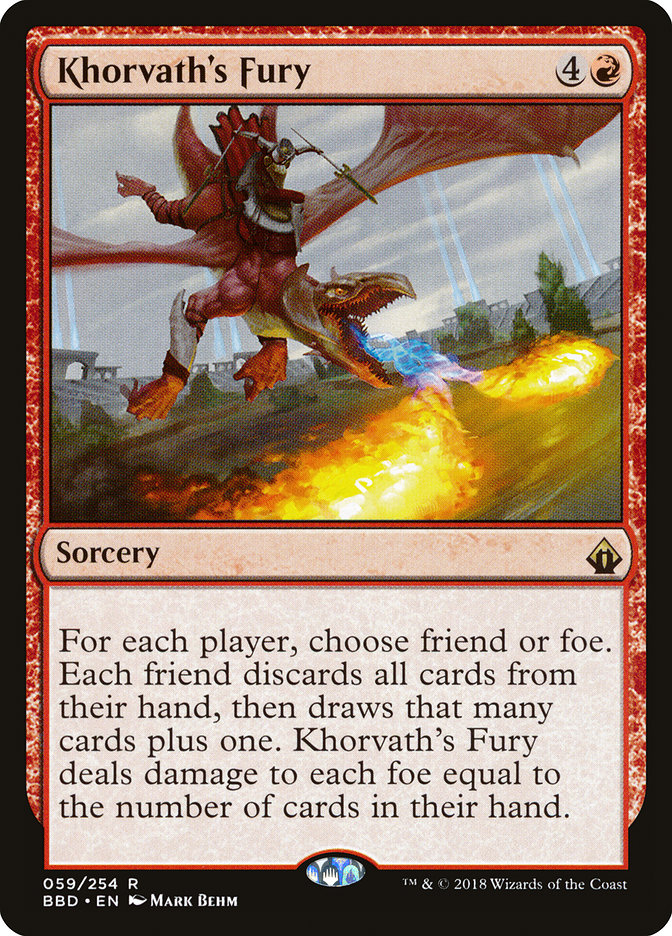 Khorvath's Fury 4
Sorcery
For each player, choose friend or foe.
Each friend discards all cards from
their hand, then draws that many
cards plus one. Khorvath's Fury
deals damage to each foe equal to
the number of cards in their hand.
059/254 R
BBD • EN Mark Behm
™ & © 2018 Wizards of the Coast